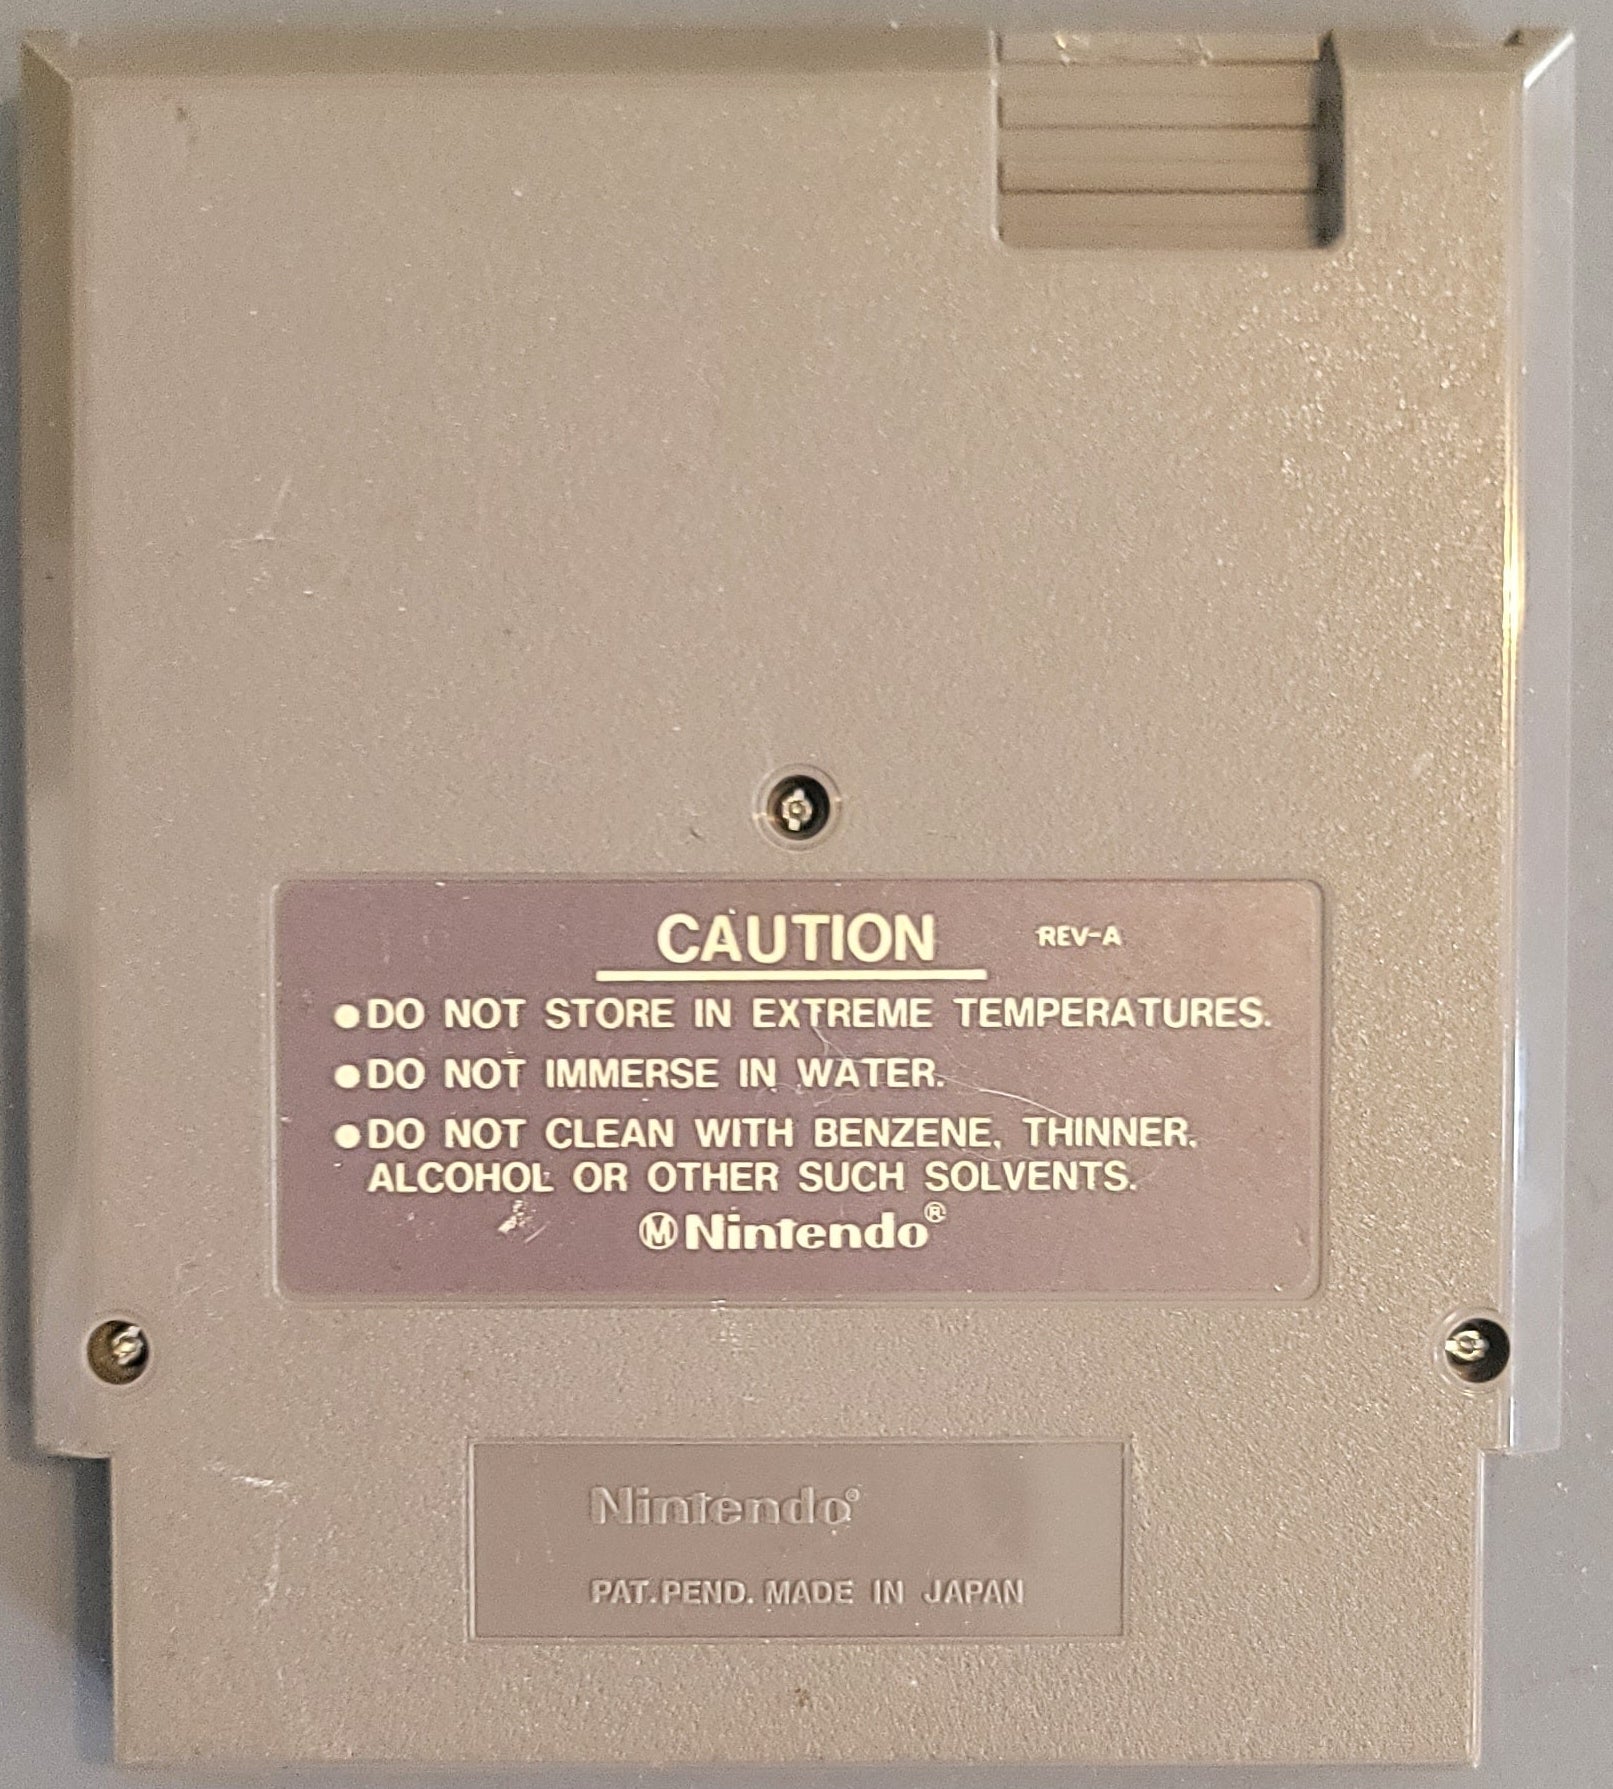 CAUTION REV-A
●DO NOT STORE IN EXTREME TEMPERATURES.
●DO NOT IMMERSE IN WATER.
●DO NOT CLEAN WITH BENZENE, THINNER,
ALCOHOL OR OTHER SUCH SOLVENTS.
ⓂNintendo®
Nintendo®
PAT.PEND. MADE IN JAPAN